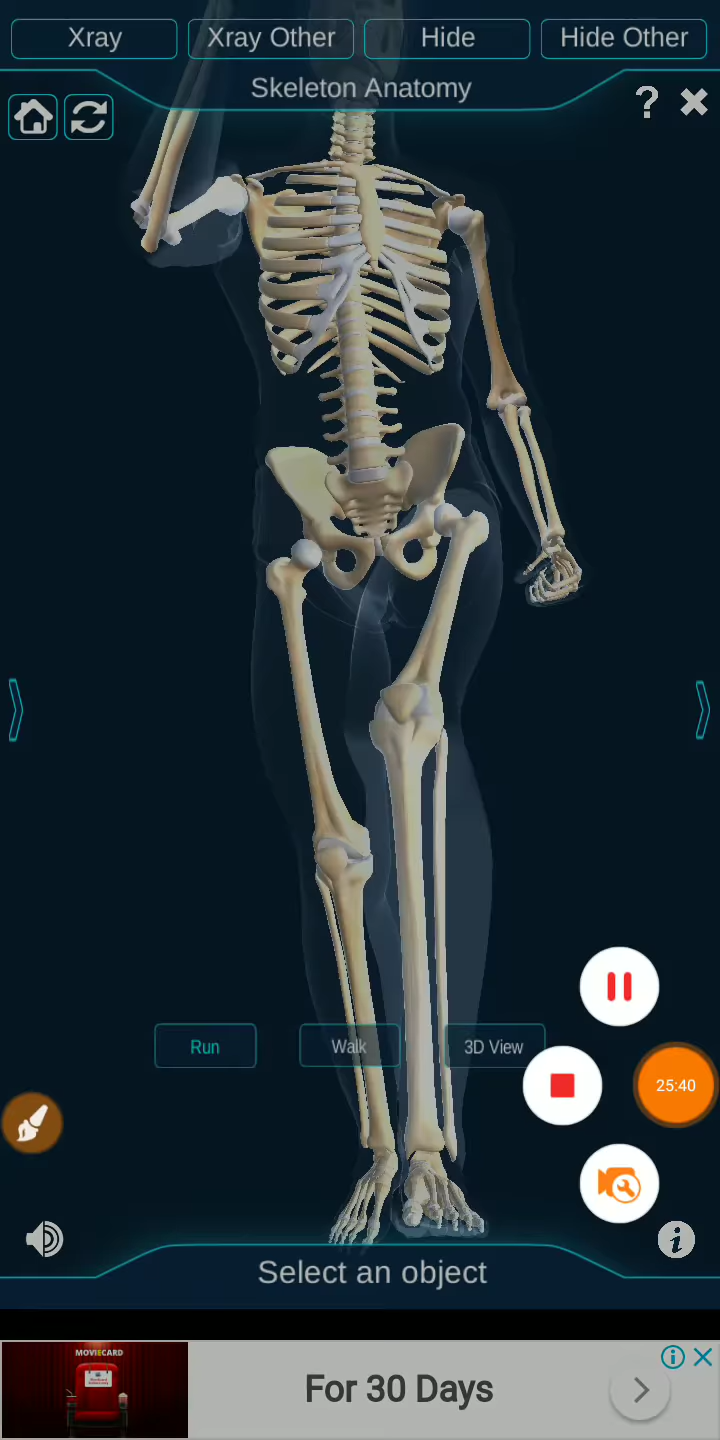 Xray
Xray Other
Hide
Hide Other
Skeleton Anatomy
?
Run
Walk
3D View
25:40
Select an object
MOVIECARD
For 30 Days